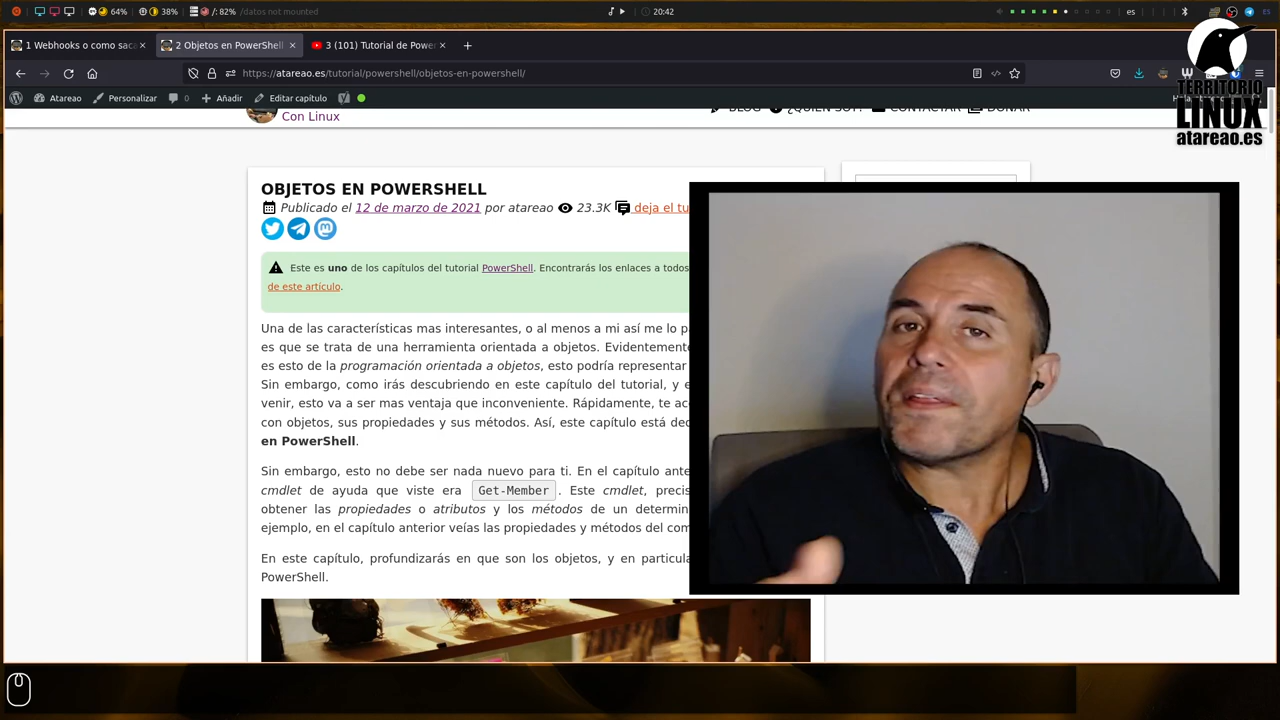 64%
38%
/: 82%
/datos not mounted
20:42
es
ES
1 Webhooks o como saca
2 Objetos en PowerShell
3 (101) Tutorial de Power
https://atareao.es/tutorial/powershell/objetos-en-powershell/
Atareao
Personalizar
0
Añadir
Editar capítulo
TERRITORIO
LINUX
atareao.es
Con Linux
BLOG
¿QUIÉN SOY?
CONTACTAR
DONAR
OBJETOS EN POWERSHELL
Publicado el 12 de marzo de 2021 por atareao 23.3K deja el tu
Este es uno de los capítulos del tutorial PowerShell. Encontrarás los enlaces a todos
de este artículo.
Una de las características mas interesantes, o al menos a mi así me lo p
es que se trata de una herramienta orientada a objetos. Evidentemente
es esto de la programación orientada a objetos, esto podría representar
Sin embargo, como irás descubriendo en este capítulo del tutorial, y e
venir, esto va a ser mas ventaja que inconveniente. Rápidamente, te ac
con objetos, sus propiedades y sus métodos. Así, este capítulo está dec
en PowerShell.
Sin embargo, esto no debe ser nada nuevo para ti. En el capítulo ante
cmdlet de ayuda que viste era Get-Member. Este cmdlet, precis
obtener las propiedades o atributos y los métodos de un determin
ejemplo, en el capítulo anterior veías las propiedades y métodos del com
En este capítulo, profundizarás en que son los objetos, y en particula
PowerShell.